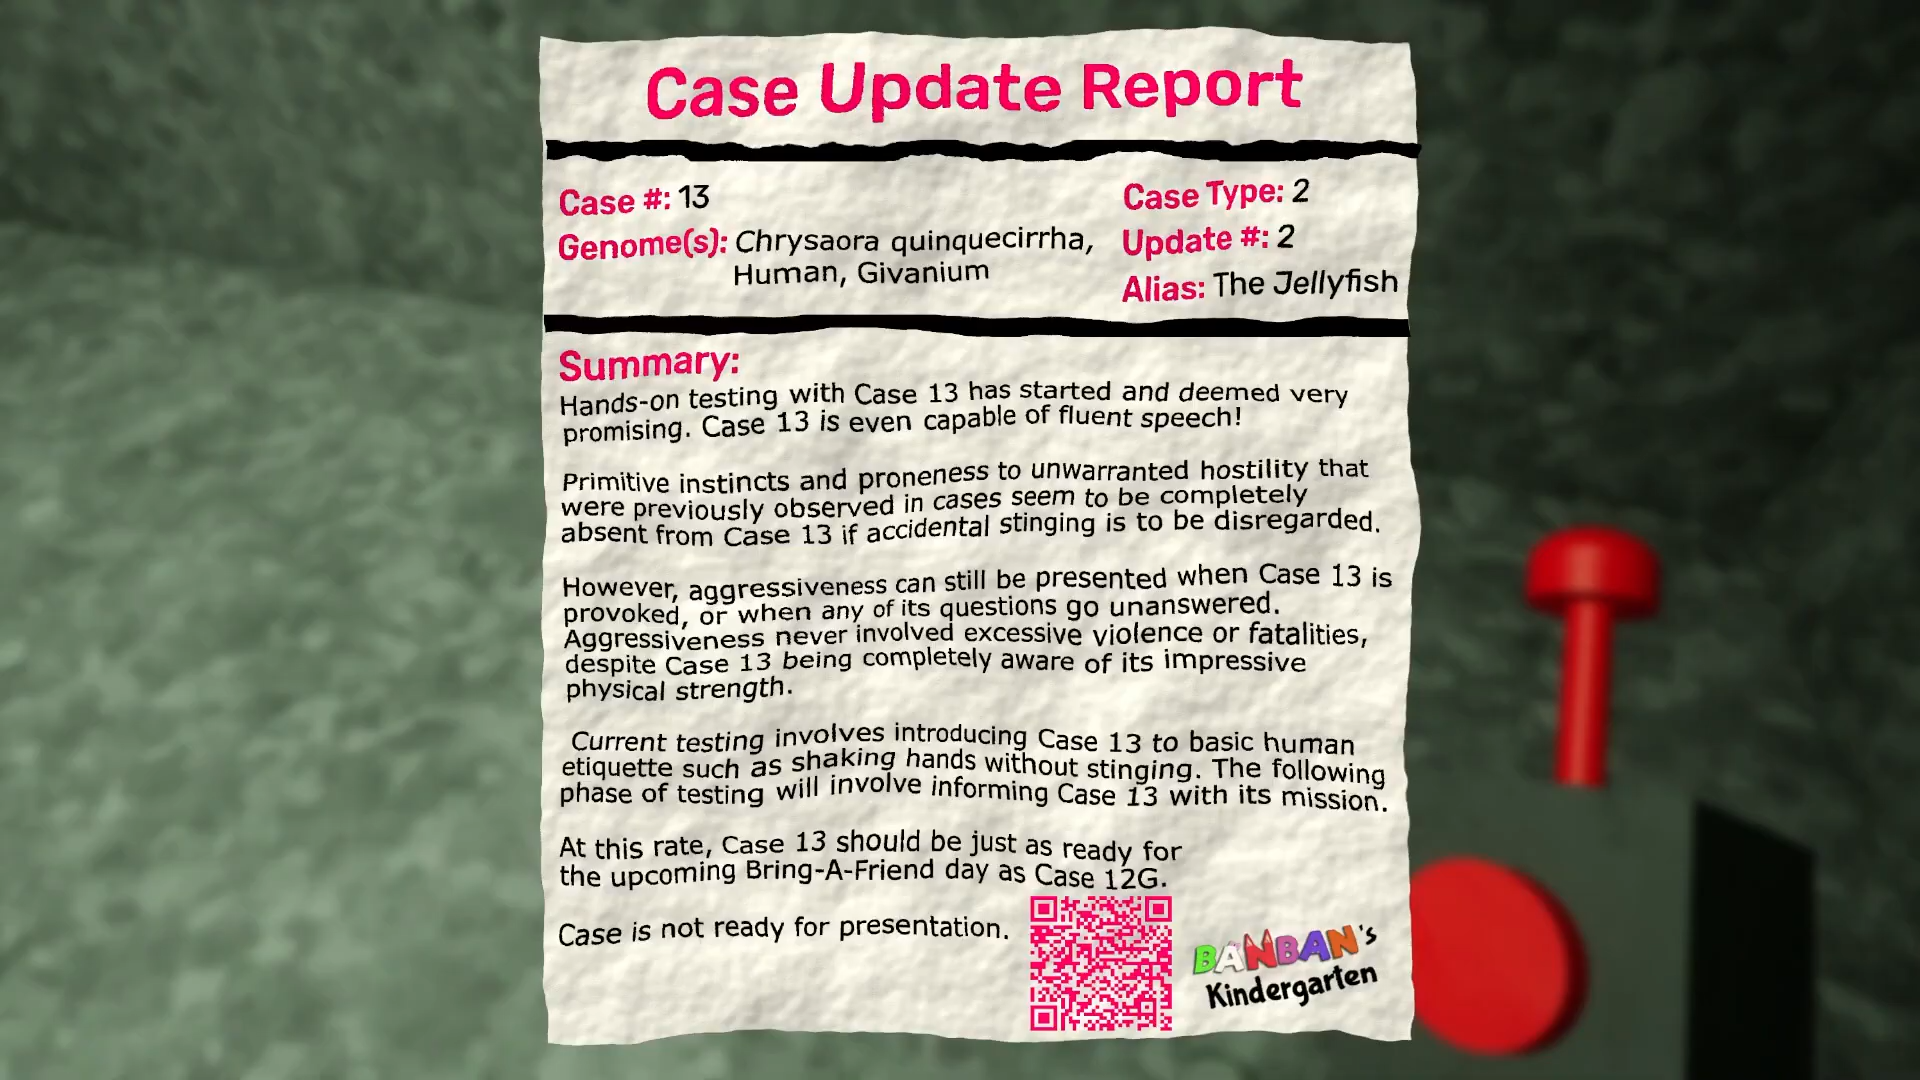 Case Update Report
Case #: 13
Case Type: 2
Genome(s): Chrysaora quinquecirrha,
Human, Givanium
Update #: 2
Alias: The Jellyfish
Summary:
Hands-on testing with Case 13 has started and deemed very
promising. Case 13 is even capable of fluent speech!
Primitive instincts and proneness to unwarranted hostility that
were previously observed in cases seem to be completely
absent from Case 13 if accidental stinging is to be disregarded.
However, aggressiveness can still be presented when Case 13 is
provoked, or when any of its questions go unanswered.
Aggressiveness never involved excessive violence or fatalities,
despite Case 13 being completely aware of its impressive
physical strength.
Current testing involves introducing Case 13 to basic human
etiquette such as shaking hands without stinging. The following
phase of testing will involve informing Case 13 with its mission.
At this rate, Case 13 should be just as ready for
the upcoming Bring-A-Friend day as Case 12G.
Case is not ready for presentation.
BANBAN's
Kindergarten